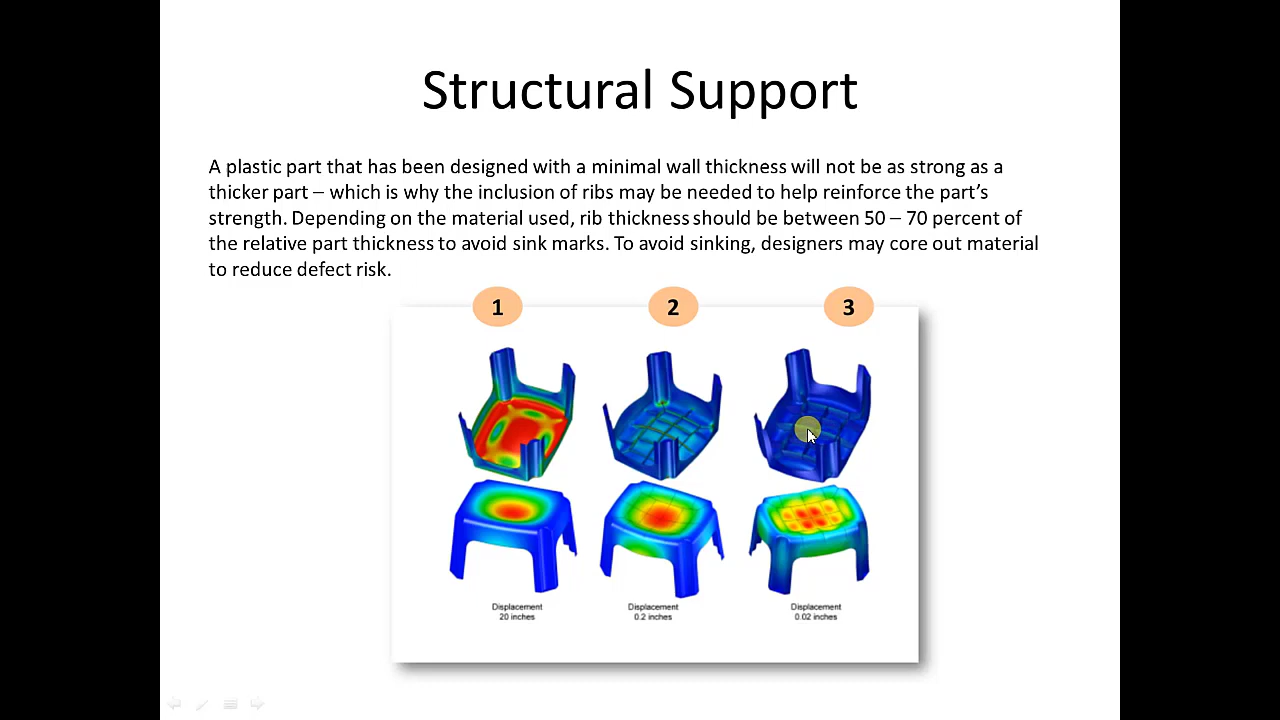 Structural Support
A plastic part that has been designed with a minimal wall thickness will not be as strong as a
thicker part – which is why the inclusion of ribs may be needed to help reinforce the part’s
strength. Depending on the material used, rib thickness should be between 50 – 70 percent of
the relative part thickness to avoid sink marks. To avoid sinking, designers may core out material
to reduce defect risk.
1 2 3
Displacement Displacement Displacement
20 inches 0.2 inches 0.02 inches